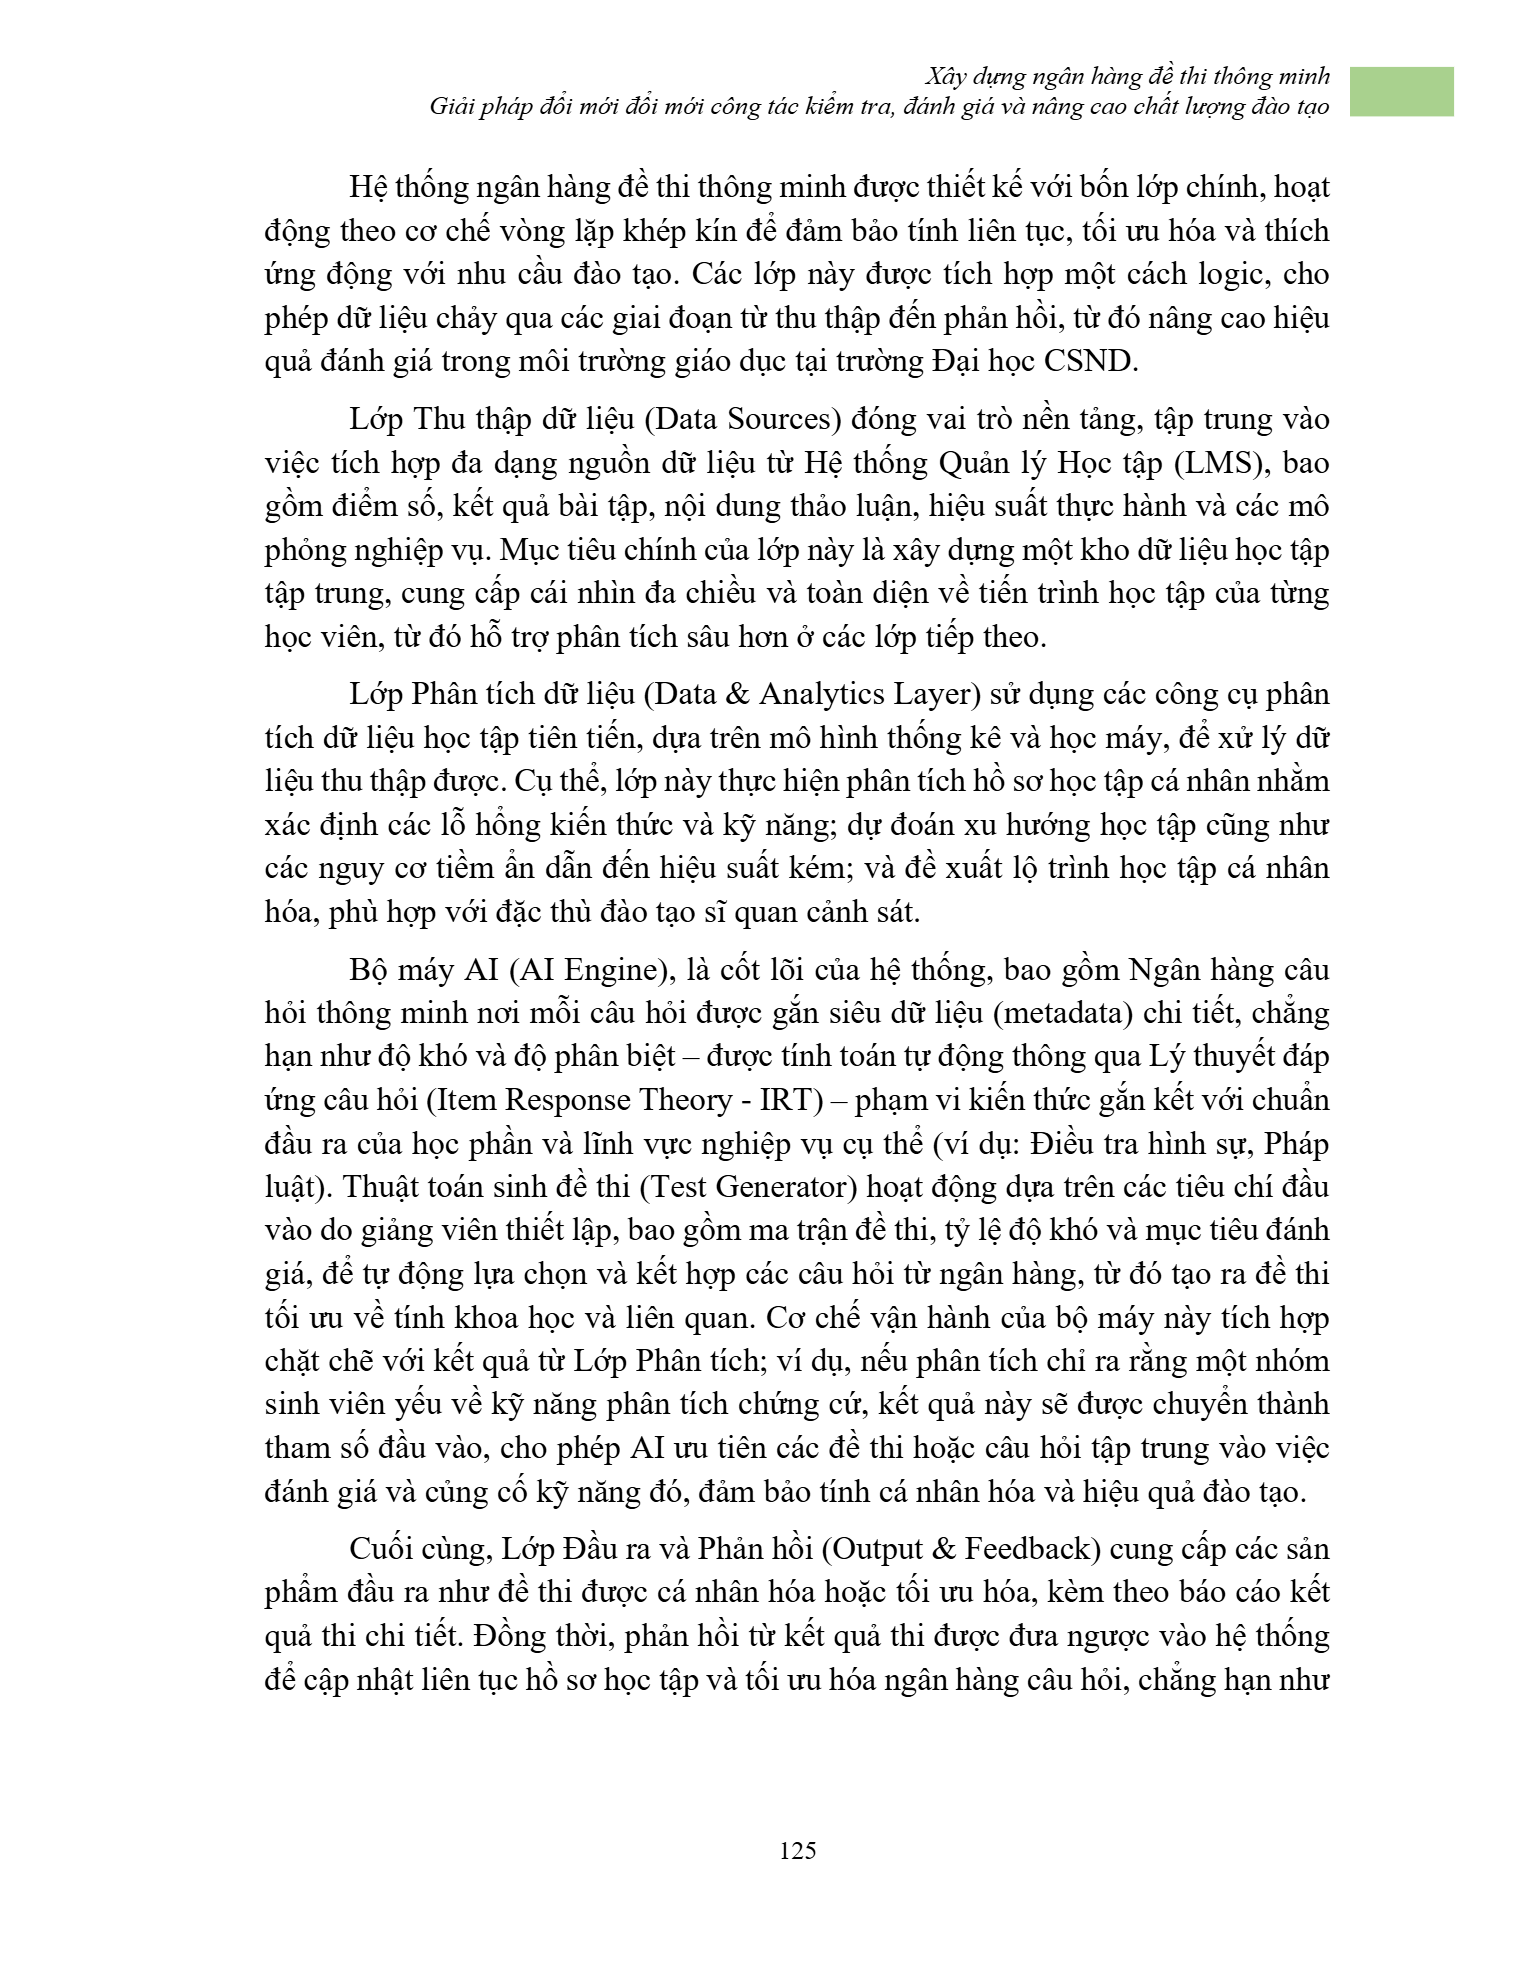 Xây dựng ngân hàng đề thi thông minh
Giải pháp đổi mới đổi mới công tác kiểm tra, đánh giá và nâng cao chất lượng đào tạo
Hệ thống ngân hàng đề thi thông minh được thiết kế với bốn lớp chính, hoạt
động theo cơ chế vòng lặp khép kín để đảm bảo tính liên tục, tối ưu hóa và thích
ứng động với nhu cầu đào tạo. Các lớp này được tích hợp một cách logic, cho
phép dữ liệu chảy qua các giai đoạn từ thu thập đến phản hồi, từ đó nâng cao hiệu
quả đánh giá trong môi trường giáo dục tại trường Đại học CSND.
Lớp Thu thập dữ liệu (Data Sources) đóng vai trò nền tảng, tập trung vào
việc tích hợp đa dạng nguồn dữ liệu từ Hệ thống Quản lý Học tập (LMS), bao
gồm điểm số, kết quả bài tập, nội dung thảo luận, hiệu suất thực hành và các mô
phỏng nghiệp vụ. Mục tiêu chính của lớp này là xây dựng một kho dữ liệu học tập
tập trung, cung cấp cái nhìn đa chiều và toàn diện về tiến trình học tập của từng
học viên, từ đó hỗ trợ phân tích sâu hơn ở các lớp tiếp theo.
Lớp Phân tích dữ liệu (Data & Analytics Layer) sử dụng các công cụ phân
tích dữ liệu học tập tiên tiến, dựa trên mô hình thống kê và học máy, để xử lý dữ
liệu thu thập được. Cụ thể, lớp này thực hiện phân tích hồ sơ học tập cá nhân nhằm
xác định các lỗ hổng kiến thức và kỹ năng; dự đoán xu hướng học tập cũng như
các nguy cơ tiềm ẩn dẫn đến hiệu suất kém; và đề xuất lộ trình học tập cá nhân
hóa, phù hợp với đặc thù đào tạo sĩ quan cảnh sát.
Bộ máy AI (AI Engine), là cốt lõi của hệ thống, bao gồm Ngân hàng câu
hỏi thông minh nơi mỗi câu hỏi được gắn siêu dữ liệu (metadata) chi tiết, chẳng
hạn như độ khó và độ phân biệt – được tính toán tự động thông qua Lý thuyết đáp
ứng câu hỏi (Item Response Theory - IRT) – phạm vi kiến thức gắn kết với chuẩn
đầu ra của học phần và lĩnh vực nghiệp vụ cụ thể (ví dụ: Điều tra hình sự, Pháp
luật). Thuật toán sinh đề thi (Test Generator) hoạt động dựa trên các tiêu chí đầu
vào do giảng viên thiết lập, bao gồm ma trận đề thi, tỷ lệ độ khó và mục tiêu đánh
giá, để tự động lựa chọn và kết hợp các câu hỏi từ ngân hàng, từ đó tạo ra đề thi
tối ưu về tính khoa học và liên quan. Cơ chế vận hành của bộ máy này tích hợp
chặt chẽ với kết quả từ Lớp Phân tích; ví dụ, nếu phân tích chỉ ra rằng một nhóm
sinh viên yếu về kỹ năng phân tích chứng cứ, kết quả này sẽ được chuyển thành
tham số đầu vào, cho phép AI ưu tiên các đề thi hoặc câu hỏi tập trung vào việc
đánh giá và củng cố kỹ năng đó, đảm bảo tính cá nhân hóa và hiệu quả đào tạo.
Cuối cùng, Lớp Đầu ra và Phản hồi (Output & Feedback) cung cấp các sản
phẩm đầu ra như đề thi được cá nhân hóa hoặc tối ưu hóa, kèm theo báo cáo kết
quả thi chi tiết. Đồng thời, phản hồi từ kết quả thi được đưa ngược vào hệ thống
để cập nhật liên tục hồ sơ học tập và tối ưu hóa ngân hàng câu hỏi, chẳng hạn như
125